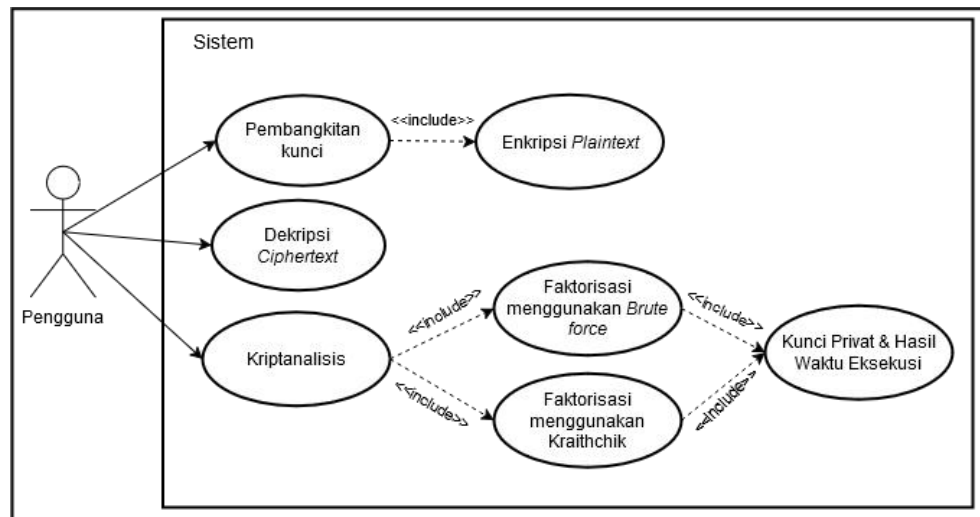 Sistem
Pembangkitan
kunci
<<include>>
Enkripsi Plaintext
Dekripsi
Ciphertext
Pengguna
Kriptanalisis
<<include>>
<<include>>
Faktorisasi
menggunakan Brute
force
Faktorisasi
menggunakan
Kraithchik
<<include>>
<<include>>
Kunci Privat & Hasil
Waktu Eksekusi